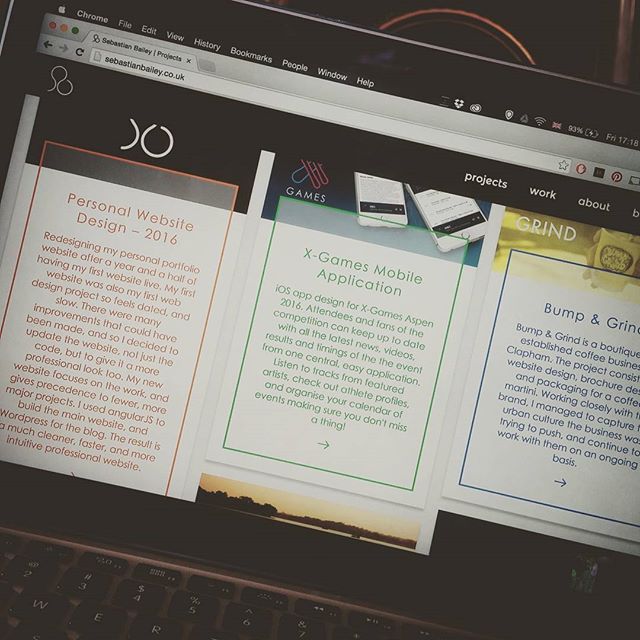 Chrome File Edit View History Bookmarks People Window Help
93% Fri 17:18
Sebastian Bailey | Projects
sebastianbailey.co.uk
projects work about
Personal Website
Design – 2016
Redesigning my personal portfolio
website after a year and a half of
having my first website live. My first
website was also my first web
design project so feels dated, and
slow. There were many
improvements that could have
been made, and so I decided to
update the website, not just the
code, but to give it a more
professional look too. My new
website focuses on the work, and
gives precedence to fewer, more
major projects. I used angularJS to
build the main website, and
Wordpress for the blog. The result is
a much cleaner, faster, and more
intuitive professional website.
GAMES
X-Games Mobile
Application
iOS app design for X-Games Aspen
2016. Attendees and fans of the
competition can keep up to date
with all the latest news, videos,
results and timings of the the event
from one central, easy application.
Listen to tracks from featured
artists, check out athlete profiles,
and organise your calendar of
events making sure you don't miss
a thing!
GRIND
Bump & Grind
Bump & Grind is a boutique
established coffee
Clapham. The project
website design, brochure
and packaging for a
martini. Working closely with
brand, I managed to capture
urban culture the business
trying to push, and continue to
work with them on an ongoing
basis.
2
#
3
$
4
%
5
^
6
&
7
W
E
R